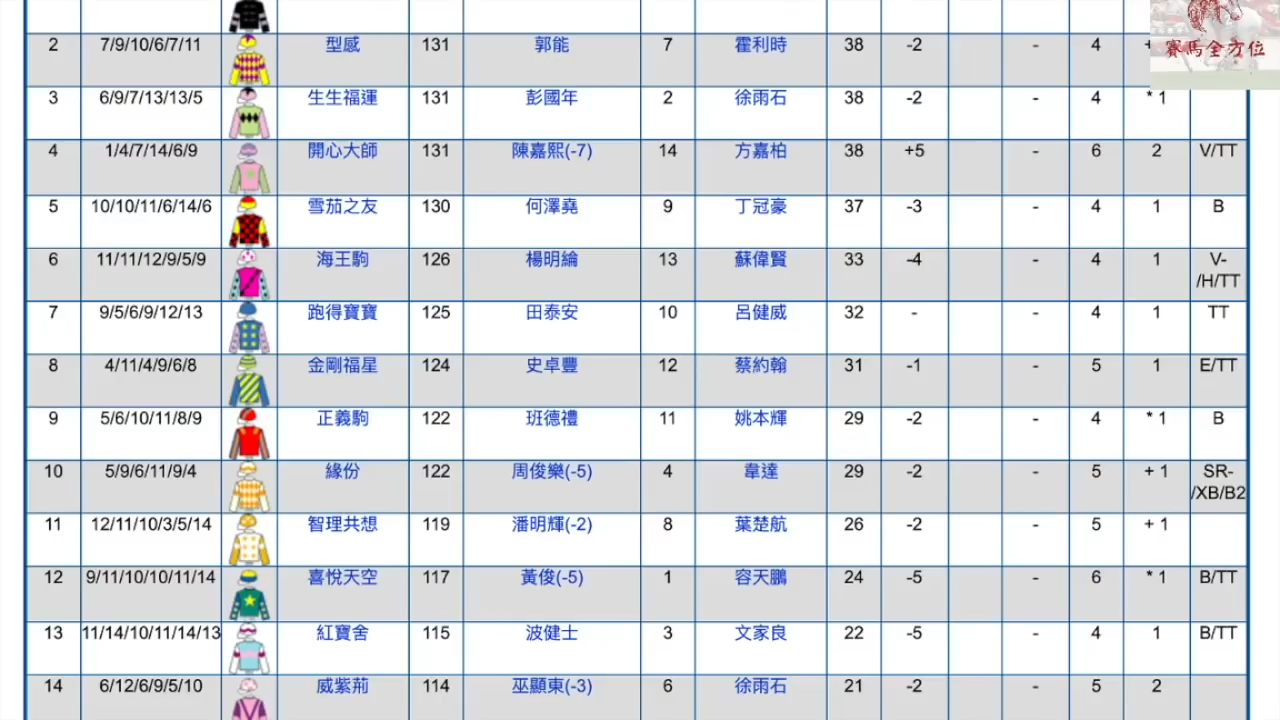 賽馬全方位
2 7/9/10/6/7/11 型感 131 郭能 7 霍利時 38 -2 - 4
3 6/9/7/13/13/5 生生福運 131 彭國年 2 徐雨石 38 -2 - 4 * 1
4 1/4/7/14/6/9 開心大師 131 陳嘉熙(-7) 14 方嘉柏 38 +5 - 6 2 V/TT
5 10/10/11/6/14/6 雪茄之友 130 何澤堯 9 丁冠豪 37 -3 - 4 1 B
6 11/11/12/9/5/9 海王駒 126 楊明綸 13 蘇偉賢 33 -4 - 4 1 V-
/H/TT
7 9/5/6/9/12/13 跑得寶寶 125 田泰安 10 呂健威 32 - - 4 1 TT
8 4/11/4/9/6/8 金剛福星 124 史卓豐 12 蔡約翰 31 -1 - 5 1 E/TT
9 5/6/10/11/8/9 正義駒 122 班德禮 11 姚本輝 29 -2 - 4 * 1 B
10 5/9/6/11/9/4 緣份 122 周俊樂(-5) 4 韋達 29 -2 - 5 + 1 SR-
/XB/B2
11 12/11/10/3/5/14 智理共想 119 潘明輝(-2) 8 葉楚航 26 -2 - 5 + 1
12 9/11/10/10/11/14 喜悅天空 117 黃俊(-5) 1 容天鵬 24 -5 - 6 * 1 B/TT
13 11/14/10/11/14/13 紅寶舍 115 波健士 3 文家良 22 -5 - 4 1 B/TT
14 6/12/6/9/5/10 威紫荊 114 巫顯東(-3) 6 徐雨石 21 -2 - 5 2